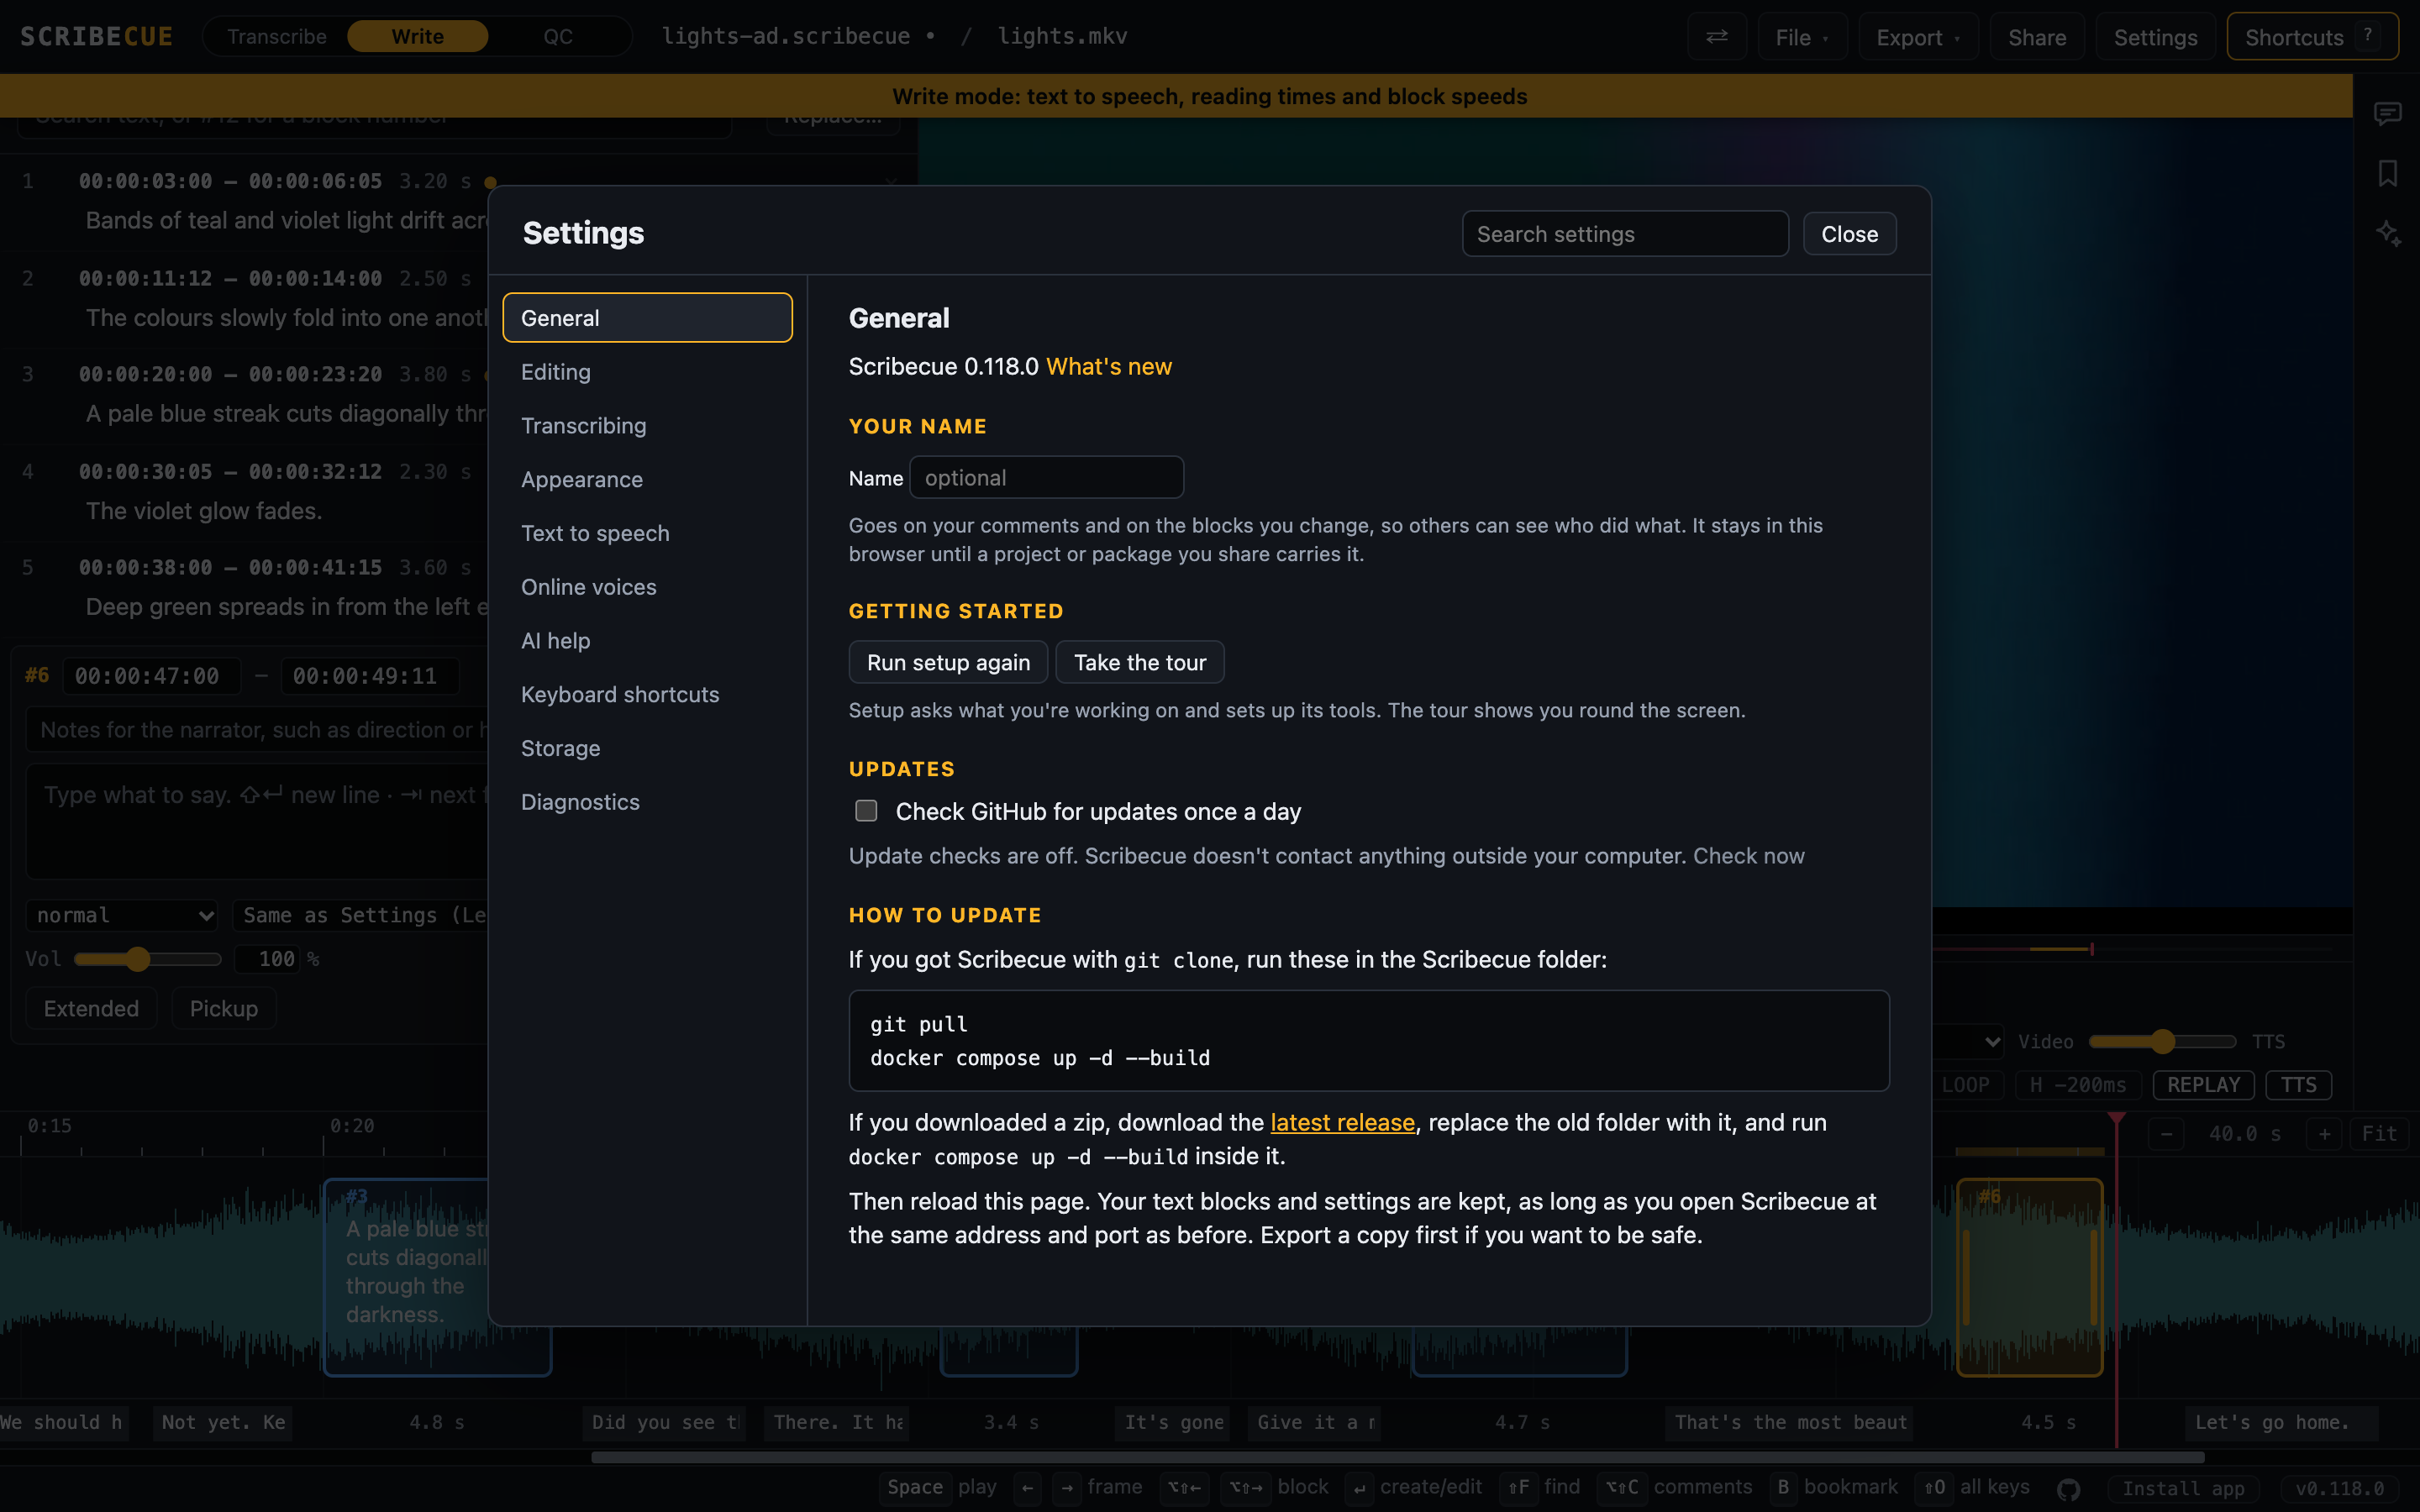 SCRIBECUE Transcribe Write QC lights-ad.scribecue • / lights.mkv ⇄ File Export Share Settings Shortcuts ?
Write mode: text to speech, reading times and block speeds
Search text, or #12 for a block number Replace...
1 00:00:03:00 – 00:00:06:05 3.20 s
Bands of teal and violet light drift
2 00:00:11:12 – 00:00:14:00 2.50 s
The colours slowly fold into one
3 00:00:20:00 – 00:00:23:20 3.80 s
A pale blue streak cuts diagonally
4 00:00:30:05 – 00:00:32:12 2.30 s
The violet glow fades.
5 00:00:38:00 – 00:00:41:15 3.60 s
Deep green spreads in from the left
#6 00:00:47:00 – 00:00:49:11
Notes for the narrator, such as direction or
Type what to say. ⇧↵ new line · ⇥ next
normal Same as Settings
Vol 100 %
Extended Pickup
Settings
Search settings Close
General
Editing
Transcribing
Appearance
Text to speech
Online voices
AI help
Keyboard shortcuts
Storage
Diagnostics
General
Scribecue 0.118.0 What's new
YOUR NAME
Name optional
Goes on your comments and on the blocks you change, so others can see who did what. It stays in this
browser until a project or package you share carries it.
GETTING STARTED
Run setup again Take the tour
Setup asks what you're working on and sets up its tools. The tour shows you round the screen.
UPDATES
Check GitHub for updates once a day
Update checks are off. Scribecue doesn't contact anything outside your computer. Check now
HOW TO UPDATE
If you got Scribecue with git clone, run these in the Scribecue folder:
git pull
docker compose up -d --build
If you downloaded a zip, download the latest release, replace the old folder with it, and run
docker compose up -d --build inside it.
Then reload this page. Your text blocks and settings are kept, as long as you open Scribecue at
the same address and port as before. Export a copy first if you want to be safe.
Video TTS
LOOP H -200ms REPLAY TTS
0:15 0:20 − 40.0 s + Fit
#3
A pale blue
cuts
through the
darkness.
#6
We should h Not yet. Ke 4.8 s Did you see There. It 3.4 s It's gone Give it a 4.7 s That's the most beaut 4.5 s Let's go home.
Space play ← → frame ⌥⇧← ⌥⇧→ block ↵ create/edit ⇧F find ⌥⇧C comments B bookmark ⇧O all keys Install app v0.118.0